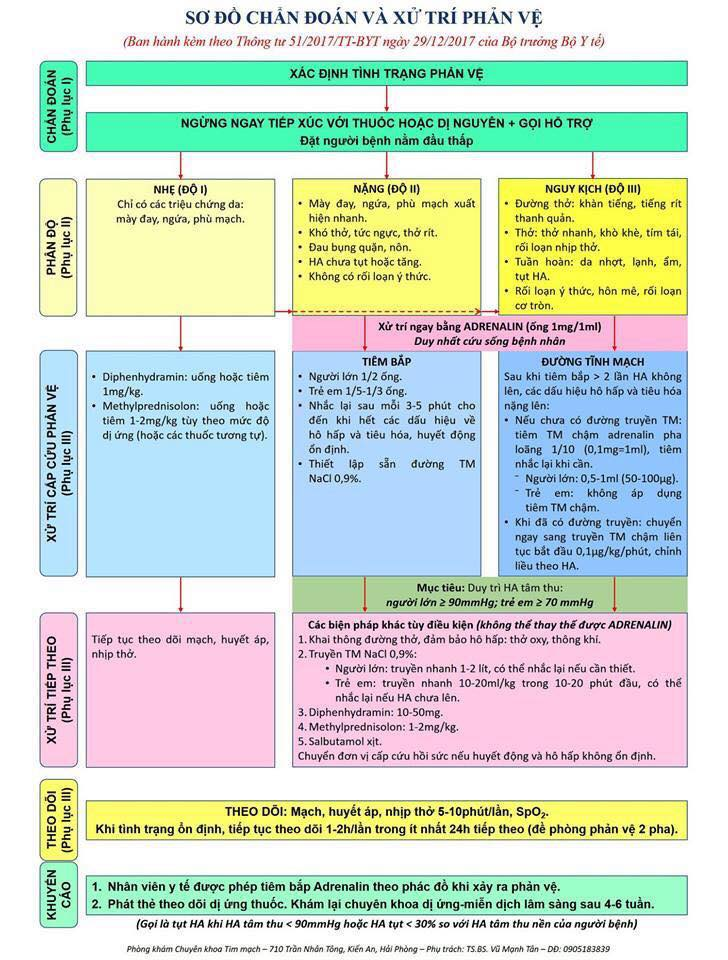 SƠ ĐỒ CHẨN ĐOÁN VÀ XỬ TRÍ PHẢN VỆ
(Ban hành kèm theo Thông tư 51/2017/TT-BYT ngày 29/12/2017 của Bộ trưởng Bộ Y tế)
CHẨN ĐOÁN
(Phụ lục I)
XÁC ĐỊNH TÌNH TRẠNG PHẢN VỆ
NGỪNG NGAY TIẾP XÚC VỚI THUỐC HOẶC DỊ NGUYÊN + GỌI HỖ TRỢ
Đặt người bệnh nằm đầu thấp
PHÂN ĐỘ
(Phụ lục II)
NHẸ (ĐỘ I)
Chỉ có các triệu chứng da:
mày đay, ngứa, phù mạch.
NẶNG (ĐỘ II)
• Mày đay, ngứa, phù mạch xuất
hiện nhanh.
• Khó thở, tức ngực, thở rít.
• Đau bụng quặn, nôn.
• HA chưa tụt hoặc tăng.
• Không có rối loạn ý thức.
NGUY KỊCH (ĐỘ III)
• Đường thở: khàn tiếng, tiếng rít
thanh quản.
• Thở: thở nhanh, khò khè, tím tái,
rối loạn nhịp thở.
• Tuần hoàn: da nhợt, lạnh, ẩm,
tụt HA.
• Rối loạn ý thức, hôn mê, rối loạn
cơ tròn.
Xử trí ngay bằng ADRENALIN (ống 1mg/1ml)
Duy nhất cứu sống bệnh nhân
XỬ TRÍ CẤP CỨU PHẢN VỆ
(Phụ lục III)
• Diphenhydramin: uống hoặc tiêm
1mg/kg.
• Methylprednisolon: uống hoặc
tiêm 1-2mg/kg tùy theo mức độ
dị ứng (hoặc các thuốc tương tự).
TIÊM BẮP
• Người lớn 1/2 ống.
• Trẻ em 1/5-1/3 ống.
• Nhắc lại sau mỗi 3-5 phút cho
đến khi hết các dấu hiệu về
hô hấp và tiêu hóa, huyết động
ổn định.
• Thiết lập sẵn đường TM
NaCl 0,9%.
ĐƯỜNG TĨNH MẠCH
Sau khi tiêm bắp > 2 lần HA không
lên, các dấu hiệu hô hấp và tiêu hóa
nặng lên:
• Nếu chưa có đường truyền TM:
tiêm TM chậm adrenalin pha
loãng 1/10 (0,1mg=1ml), tiêm
nhắc lại khi cần.
- Người lớn: 0,5-1ml (50-100µg).
- Trẻ em: không áp dụng
tiêm TM chậm.
• Khi đã có đường truyền: chuyển
ngay sang truyền TM chậm liên
tục bắt đầu 0,1µg/kg/phút, chỉnh
liều theo HA.
Mục tiêu: Duy trì HA tâm thu:
người lớn ≥ 90mmHg; trẻ em ≥ 70 mmHg
XỬ TRÍ TIẾP THEO
(Phụ lục III)
Tiếp tục theo dõi mạch, huyết áp,
nhịp thở.
Các biện pháp khác tùy điều kiện (không thể thay thế được ADRENALIN)
1. Khai thông đường thở, đảm bảo hô hấp: thở oxy, thông khí.
2. Truyền TM NaCl 0,9%:
• Người lớn: truyền nhanh 1-2 lít, có thể nhắc lại nếu cần thiết.
• Trẻ em: truyền nhanh 10-20ml/kg trong 10-20 phút đầu, có thể
nhắc lại nếu HA chưa lên.
3. Diphenhydramin: 10-50mg.
4. Methylprednisolon: 1-2mg/kg.
5. Salbutamol xịt.
Chuyển đơn vị cấp cứu hồi sức nếu huyết động và hô hấp không ổn định.
THEO DÕI
(Phụ lục III)
THEO DÕI: Mạch, huyết áp, nhịp thở 5-10phút/lần, SpO₂.
Khi tình trạng ổn định, tiếp tục theo dõi 1-2h/lần trong ít nhất 24h tiếp theo (đề phòng phản vệ 2 pha).
KHUYẾN
CÁO
1. Nhân viên y tế được phép tiêm bắp Adrenalin theo phác đồ khi xảy ra phản vệ.
2. Phát thẻ theo dõi dị ứng thuốc. Khám lại chuyên khoa dị ứng-miễn dịch lâm sàng sau 4-6 tuần.
(Gọi là tụt HA khi HA tâm thu < 90mmHg hoặc HA tụt < 30% so với HA tâm thu nền của người bệnh)
Phòng khám Chuyên khoa Tim mạch – 710 Trần Nhân Tông, Kiến An, Hải Phòng – Phụ trách: TS.BS. Vũ Mạnh Tân – DĐ: 0905183839